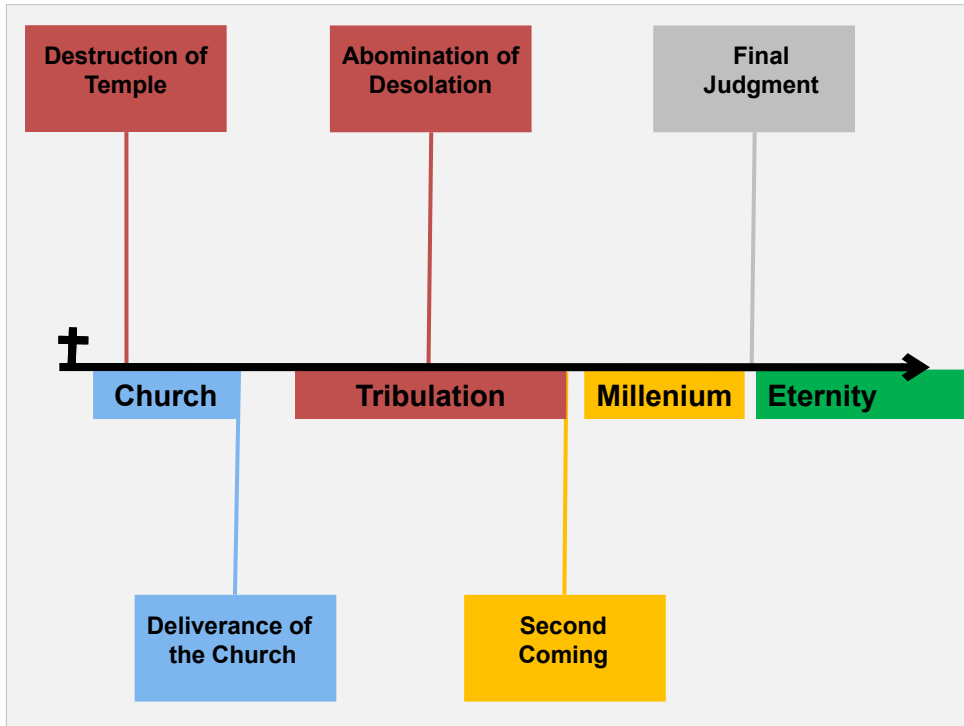 Destruction of
Temple
Abomination of
Desolation
Final
Judgment
Church
Tribulation
Millenium
Eternity
Deliverance of
the Church
Second
Coming